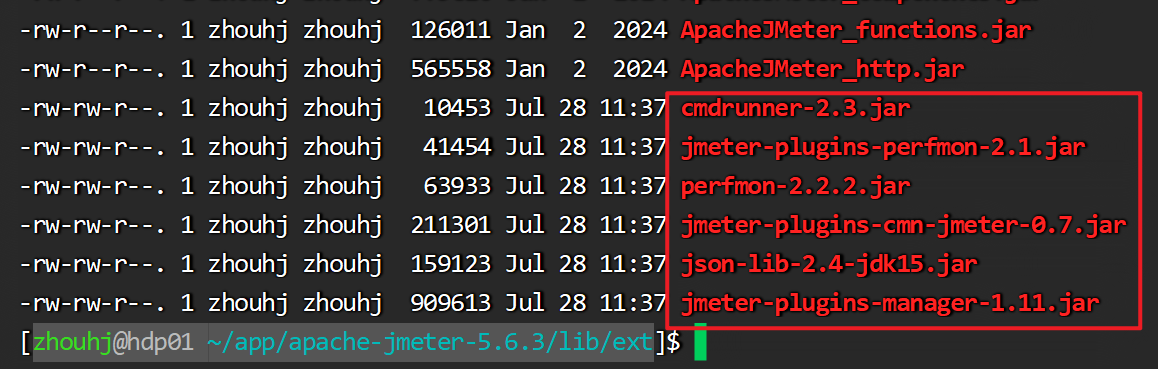 -rw-r--r--. 1 zhouhj zhouhj 126011 Jan 2 2024 ApacheJMeter_functions.jar
-rw-r--r--. 1 zhouhj zhouhj 565558 Jan 2 2024 ApacheJMeter_http.jar
-rw-rw-r--. 1 zhouhj zhouhj 10453 Jul 28 11:37 cmdrunner-2.3.jar
-rw-rw-r--. 1 zhouhj zhouhj 41454 Jul 28 11:37 jmeter-plugins-perfmon-2.1.jar
-rw-rw-r--. 1 zhouhj zhouhj 63933 Jul 28 11:37 perfmon-2.2.2.jar
-rw-rw-r--. 1 zhouhj zhouhj 211301 Jul 28 11:37 jmeter-plugins-cmn-jmeter-0.7.jar
-rw-rw-r--. 1 zhouhj zhouhj 159123 Jul 28 11:37 json-lib-2.4-jdk15.jar
-rw-rw-r--. 1 zhouhj zhouhj 909613 Jul 28 11:37 jmeter-plugins-manager-1.11.jar
[zhouhj@hdp01 ~/app/apache-jmeter-5.6.3/lib/ext]$